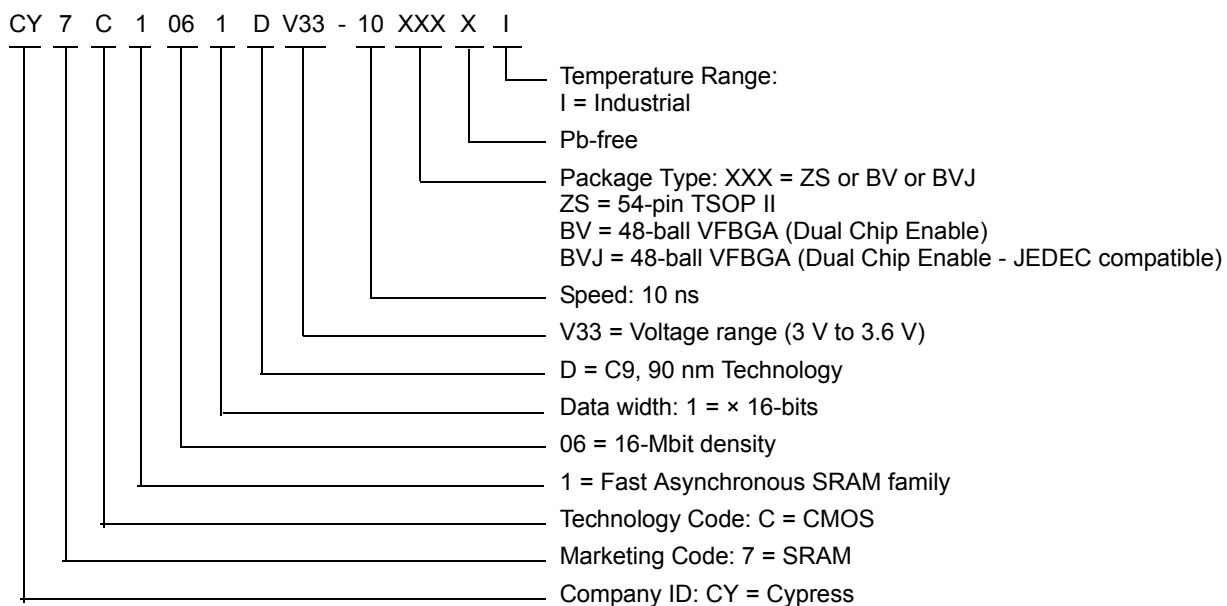 CY 7 C 1 06 1 D V33 - 10 XXX X I
Temperature Range:
I = Industrial
Pb-free
Package Type: XXX = ZS or BV or BVJ
ZS = 54-pin TSOP II
BV = 48-ball VFBGA (Dual Chip Enable)
BVJ = 48-ball VFBGA (Dual Chip Enable - JEDEC compatible)
Speed: 10 ns
V33 = Voltage range (3 V to 3.6 V)
D = C9, 90 nm Technology
Data width: 1 = × 16-bits
06 = 16-Mbit density
1 = Fast Asynchronous SRAM family
Technology Code: C = CMOS
Marketing Code: 7 = SRAM
Company ID: CY = Cypress